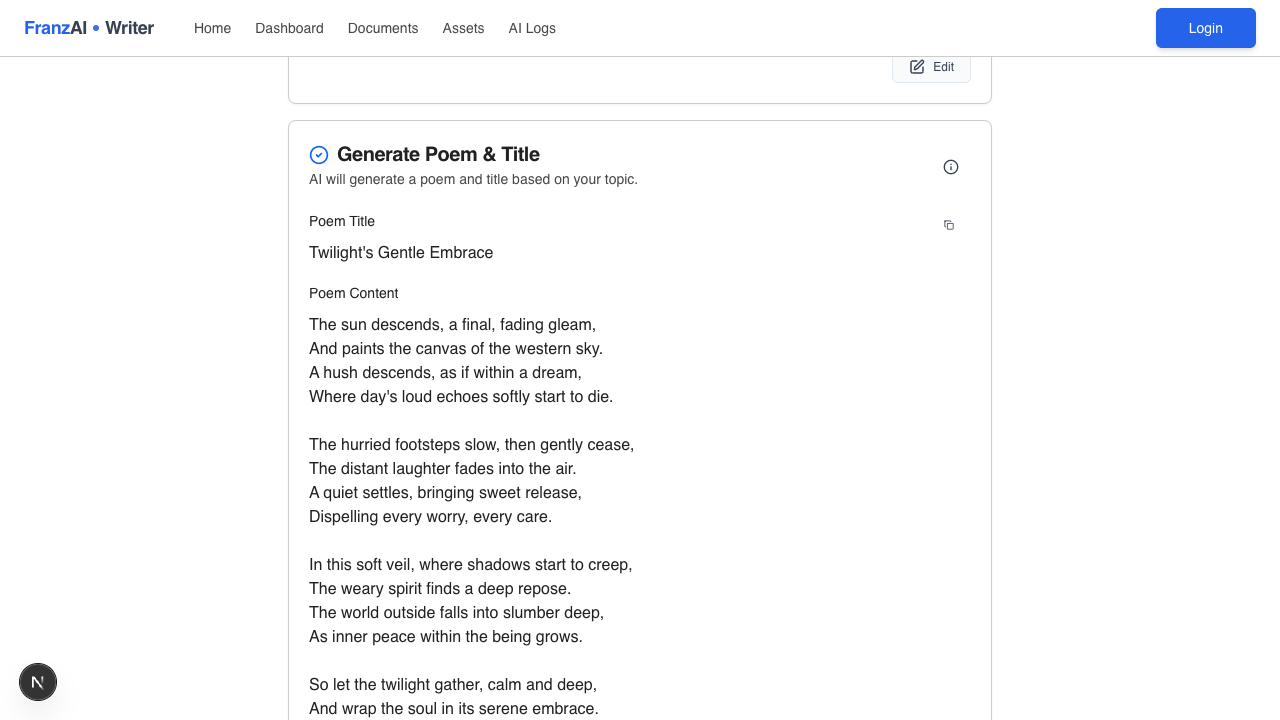 FranzAI • Writer Home Dashboard Documents Assets AI Logs Login
Edit
Generate Poem & Title
AI will generate a poem and title based on your topic.
Poem Title
Twilight's Gentle Embrace
Poem Content
The sun descends, a final, fading gleam,
And paints the canvas of the western sky.
A hush descends, as if within a dream,
Where day's loud echoes softly start to die.
The hurried footsteps slow, then gently cease,
The distant laughter fades into the air.
A quiet settles, bringing sweet release,
Dispelling every worry, every care.
In this soft veil, where shadows start to creep,
The weary spirit finds a deep repose.
The world outside falls into slumber deep,
As inner peace within the being grows.
So let the twilight gather, calm and deep,
And wrap the soul in its serene embrace.
N